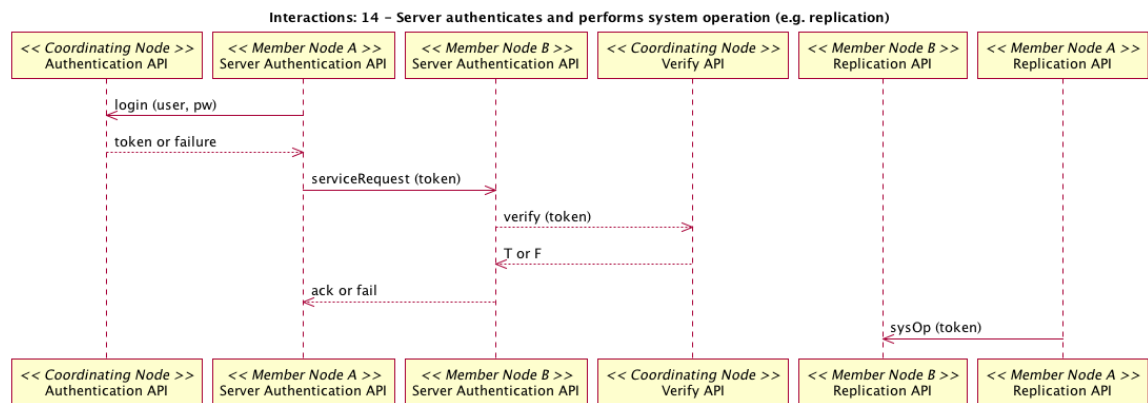 Interactions: 14 – Server authenticates and performs system operation (e.g. replication)
<< Coordinating Node >>
Authentication API
<< Member Node A >>
Server Authentication API
<< Member Node B >>
Server Authentication API
<< Coordinating Node >>
Verify API
<< Member Node B >>
Replication API
<< Member Node A >>
Replication API
login (user, pw)
token or failure
serviceRequest (token)
verify (token)
T or F
ack or fail
sysOp (token)
<< Coordinating Node >>
Authentication API
<< Member Node A >>
Server Authentication API
<< Member Node B >>
Server Authentication API
<< Coordinating Node >>
Verify API
<< Member Node B >>
Replication API
<< Member Node A >>
Replication API